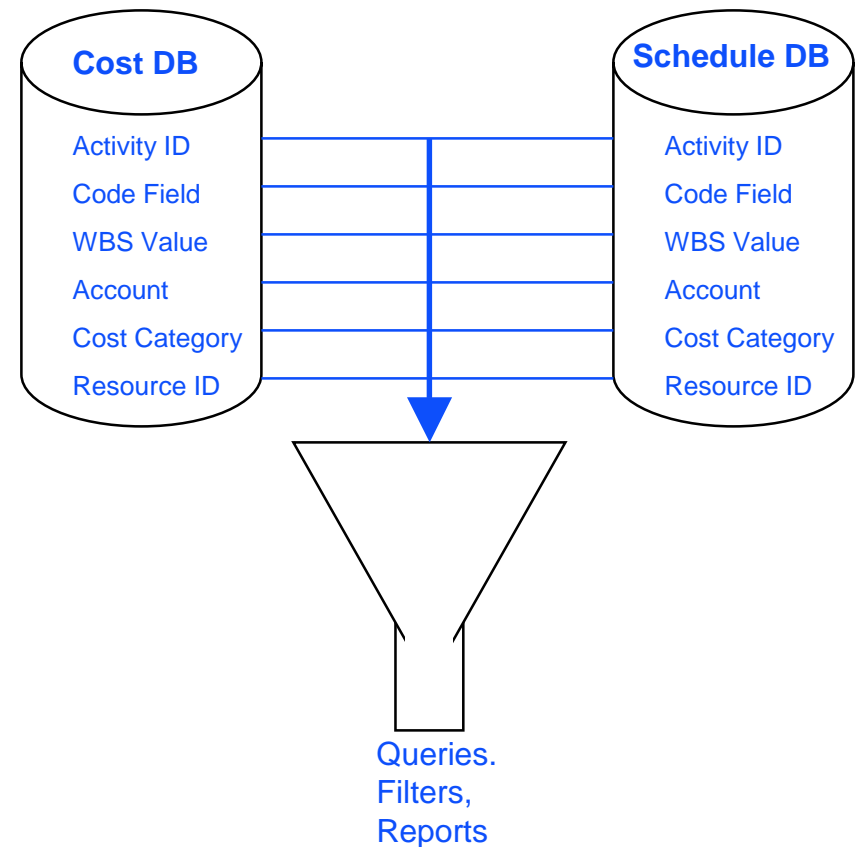 Cost DB
Activity ID
Code Field
WBS Value
Account
Cost Category
Resource ID
Schedule DB
Activity ID
Code Field
WBS Value
Account
Cost Category
Resource ID
Queries.
Filters,
Reports